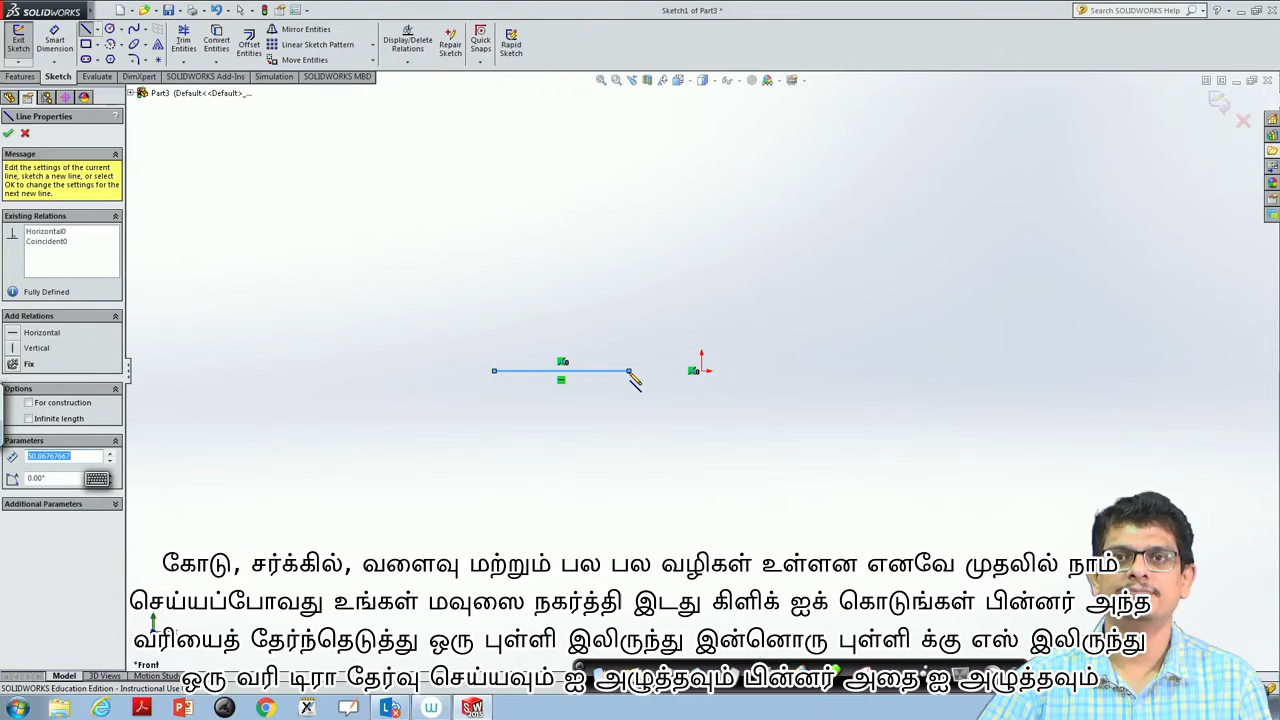 SOLIDWORKS
Sketch1 of Part3 *
Search SOLIDWORKS Help
Exit Sketch
Smart Dimension
Trim Entities
Convert Entities
Offset Entities
Mirror Entities
Linear Sketch Pattern
Move Entities
Display/Delete Relations
Repair Sketch
Quick Snaps
Rapid Sketch
Features Sketch Evaluate DimXpert SOLIDWORKS Add-Ins Simulation SOLIDWORKS MBD
Part3 (Default<<Default>_...
Line Properties
Message
Edit the settings of the current
line, sketch a new line, or select
OK to change the settings for the
next new line.
Existing Relations
Horizontal0
Coincident0
Fully Defined
Add Relations
Horizontal
Vertical
Fix
Options
For construction
Infinite length
Parameters
50.86767667
0.00°
Additional Parameters
கோடு, சர்க்கில், வளைவு மற்றும் பல பல வழிகள் உள்ளன எனவே முதலில் நாம்
செய்யப்போவது உங்கள் மவுஸை நகர்த்தி இடது கிளிக் ஐக் கொடுங்கள் பின்னர் அந்த
வரியைத் தேர்ந்தெடுத்து ஒரு புள்ளி இலிருந்து இன்னொரு புள்ளி க்கு எஸ் இலிருந்து
ஒரு வரி டிரா தேர்வு செய்யவும் ஐ அழுத்தவும் பின்னர் அதை ஐ அழுத்தவும்
*Front
Model 3D Views
SOLIDWORKS Education Edition - Instructional Use